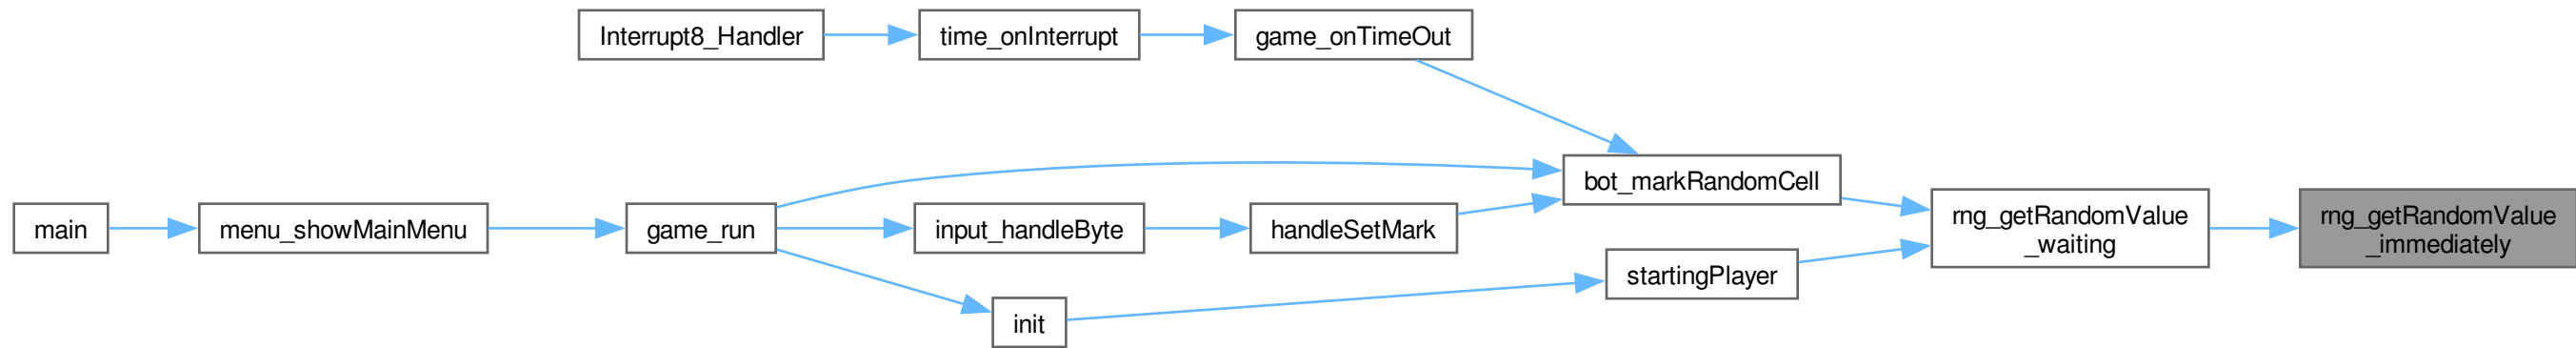 Interrupt8_Handler
time_onInterrupt
game_onTimeOut
main
menu_showMainMenu
game_run
input_handleByte
handleSetMark
init
bot_markRandomCell
startingPlayer
rng_getRandomValue
_waiting
rng_getRandomValue
_immediately